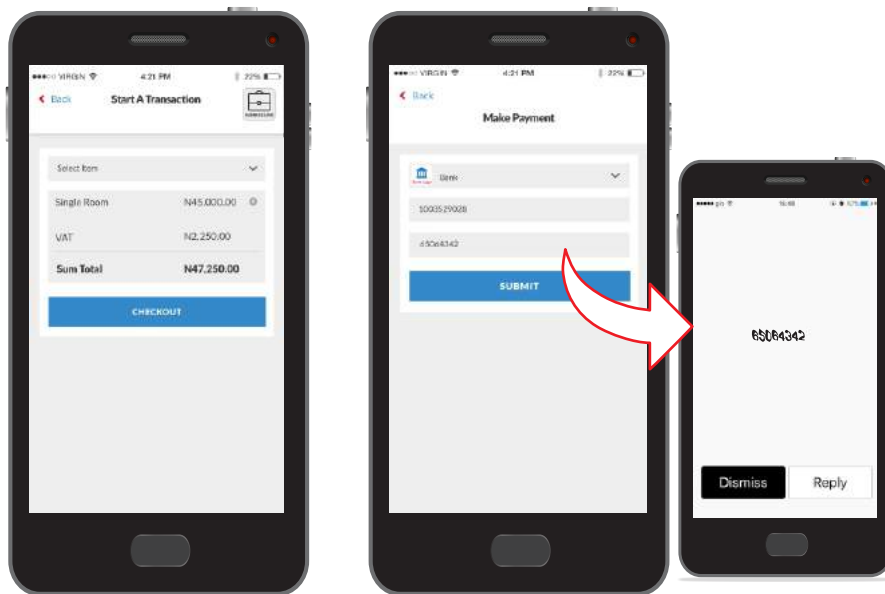 VIRGIN 4:21 PM 22%
Back Start A Transaction
Select Item
Single Room N45,000.00
VAT N2,250.00
Sum Total N47,250.00
CHECKOUT
VIRGIN 4:21 PM 22%
Back
Make Payment
Bank
1003529028
65064342
SUBMIT
glo
65064342
Dismiss Reply